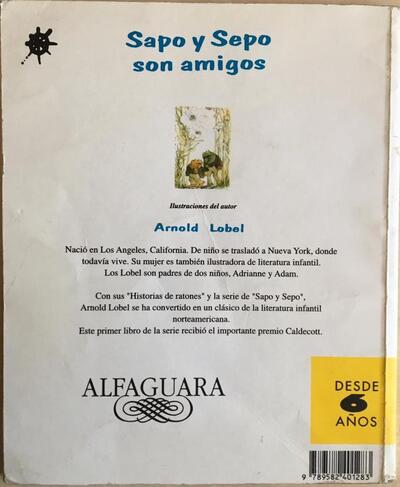 Sapo y Sepo
son amigos
Ilustraciones del autor
Arnold Lobel
Nació en Los Angeles, California. De niño se trasladó a Nueva York, donde
todavía vive. Su mujer es también ilustradora de literatura infantil.
Los Lobel son padres de dos niños, Adrianne y Adam.
Con sus "Historias de ratones" y la serie de "Sapo y Sepo",
Arnold Lobel se ha convertido en un clásico de la literatura infantil
norteamericana.
Este primer libro de la serie recibió el importante premio Caldecott.
ALFAGUARA
DESDE
6
AÑOS
9 789582 401283